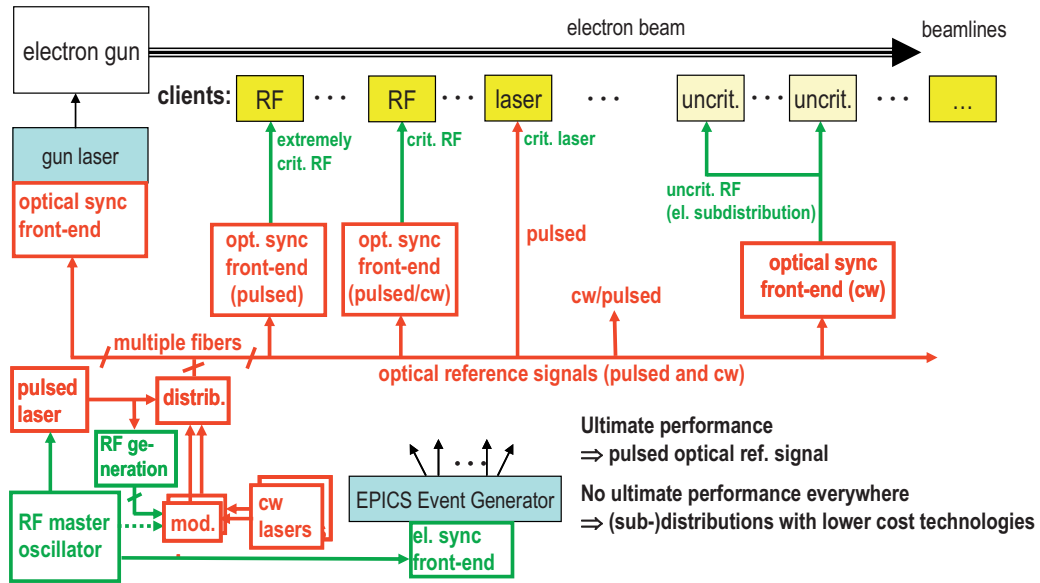 electron beam
beamlines
electron gun
clients:
RF
...
RF
...
laser
...
uncrit.
...
uncrit.
...
...
extremely
crit. RF
crit. RF
crit. laser
gun laser
optical sync
front-end
uncrit. RF
(el. subdistribution)
opt. sync
front-end
(pulsed)
opt. sync
front-end
(pulsed/cw)
pulsed
cw/pulsed
optical sync
front-end (cw)
multiple fibers
optical reference signals (pulsed and cw)
pulsed
laser
distrib.
RF ge-
neration
Ultimate performance
⇒ pulsed optical ref. signal
...
EPICS Event Generator
No ultimate performance everywhere
⇒ (sub-)distributions with lower cost technologies
RF master
oscillator
mod.
cw
lasers
el. sync
front-end